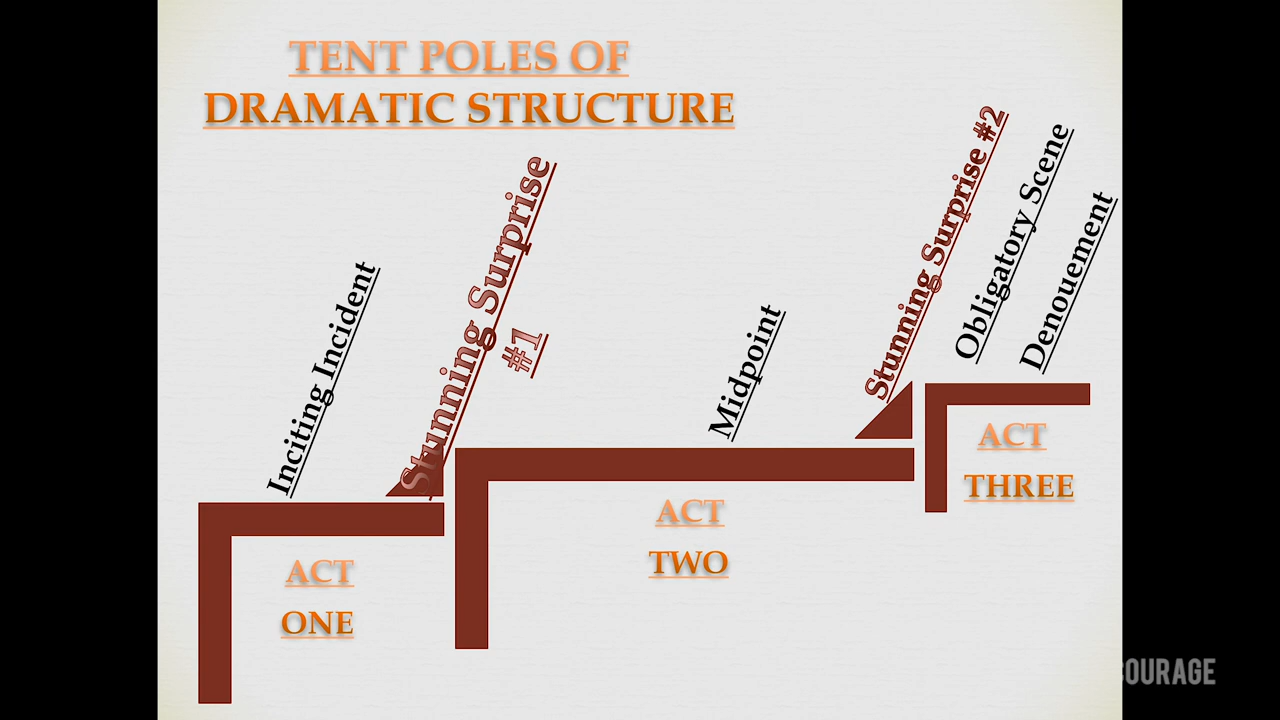 TENT POLES OF
DRAMATIC STRUCTURE
Inciting Incident
Stunning Surprise
#1
Midpoint
Stunning Surprise #2
Obligatory Scene
Denouement
ACT
ONE
ACT
TWO
ACT
THREE
COURAGE